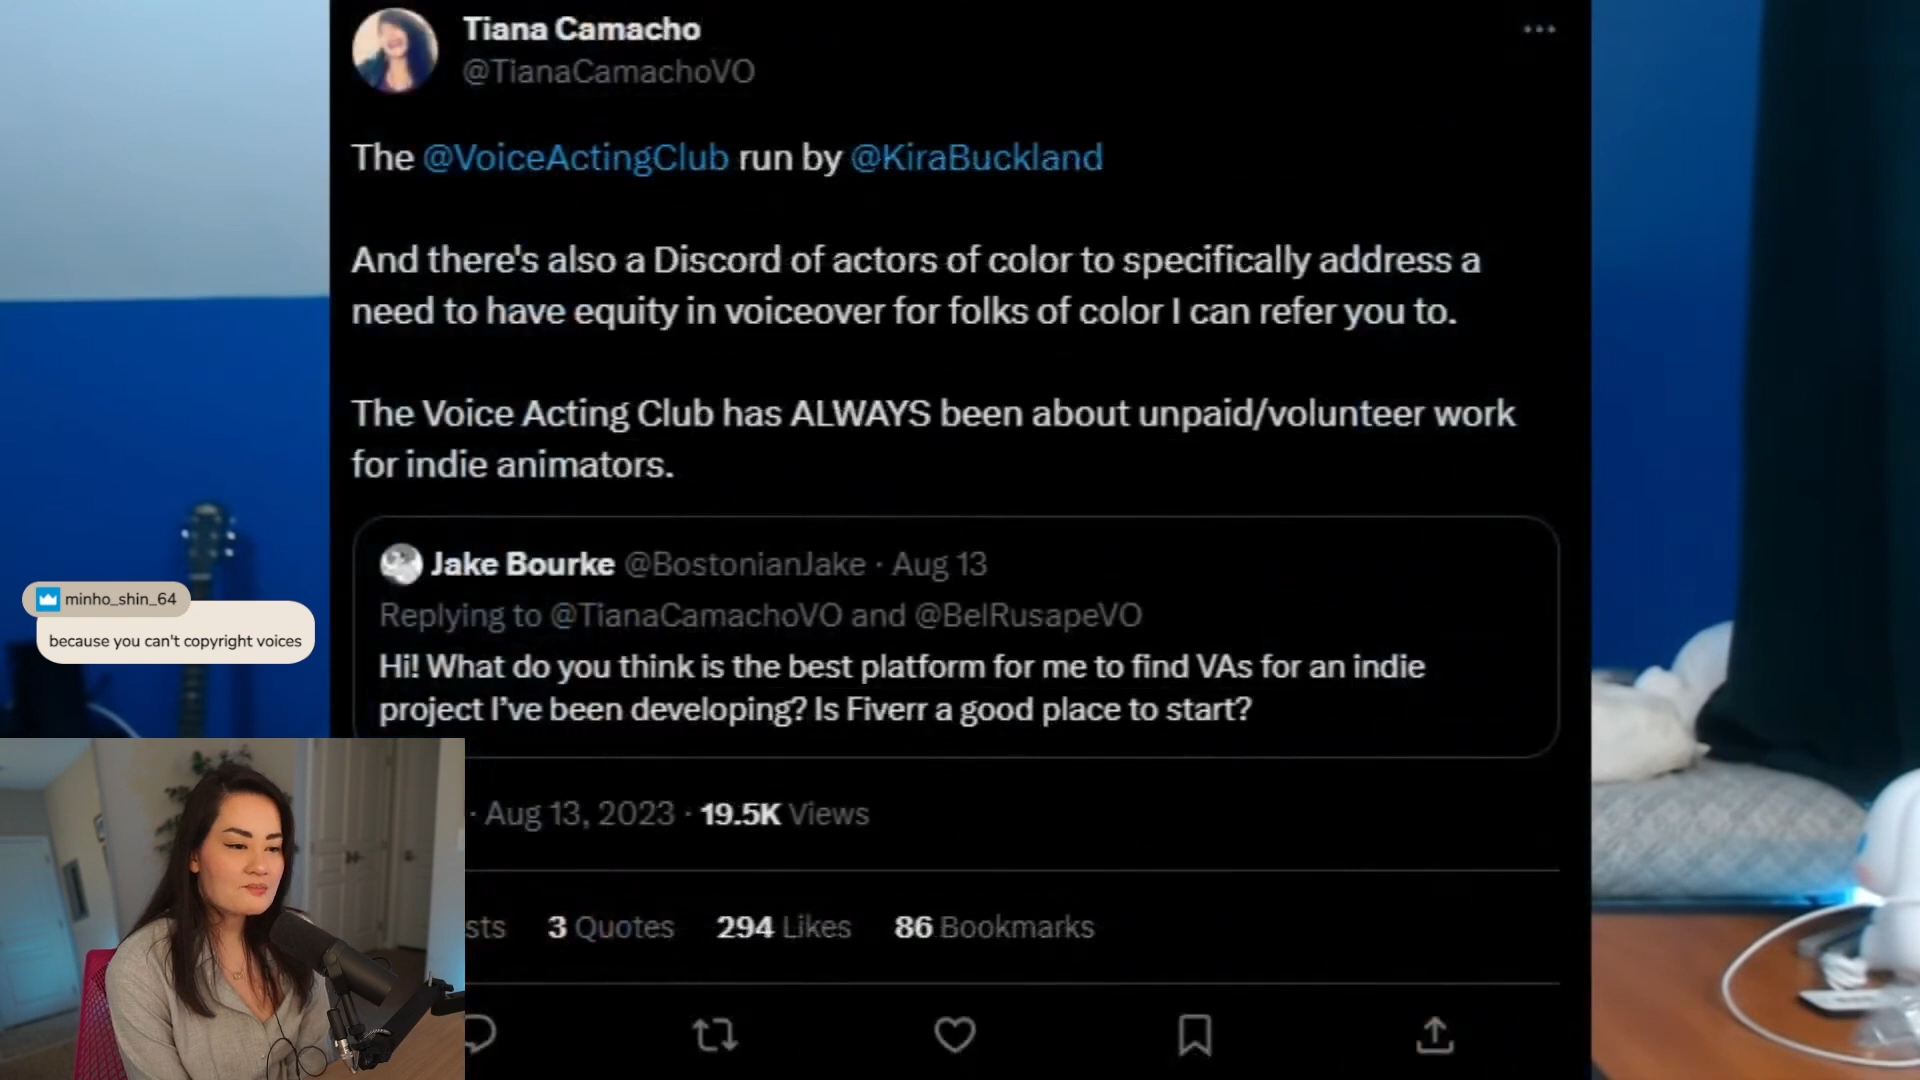 Tiana Camacho
@TianaCamachoVO
The @VoiceActingClub run by @KiraBuckland
And there's also a Discord of actors of color to specifically address a
need to have equity in voiceover for folks of color I can refer you to.
The Voice Acting Club has ALWAYS been about unpaid/volunteer work
for indie animators.
Jake Bourke @BostonianJake · Aug 13
Replying to @TianaCamachoVO and @BelRusapeVO
Hi! What do you think is the best platform for me to find VAs for an indie
project I've been developing? Is Fiverr a good place to start?
minho_shin_64
because you can't copyright voices
· Aug 13, 2023 · 19.5K Views
sts 3 Quotes 294 Likes 86 Bookmarks